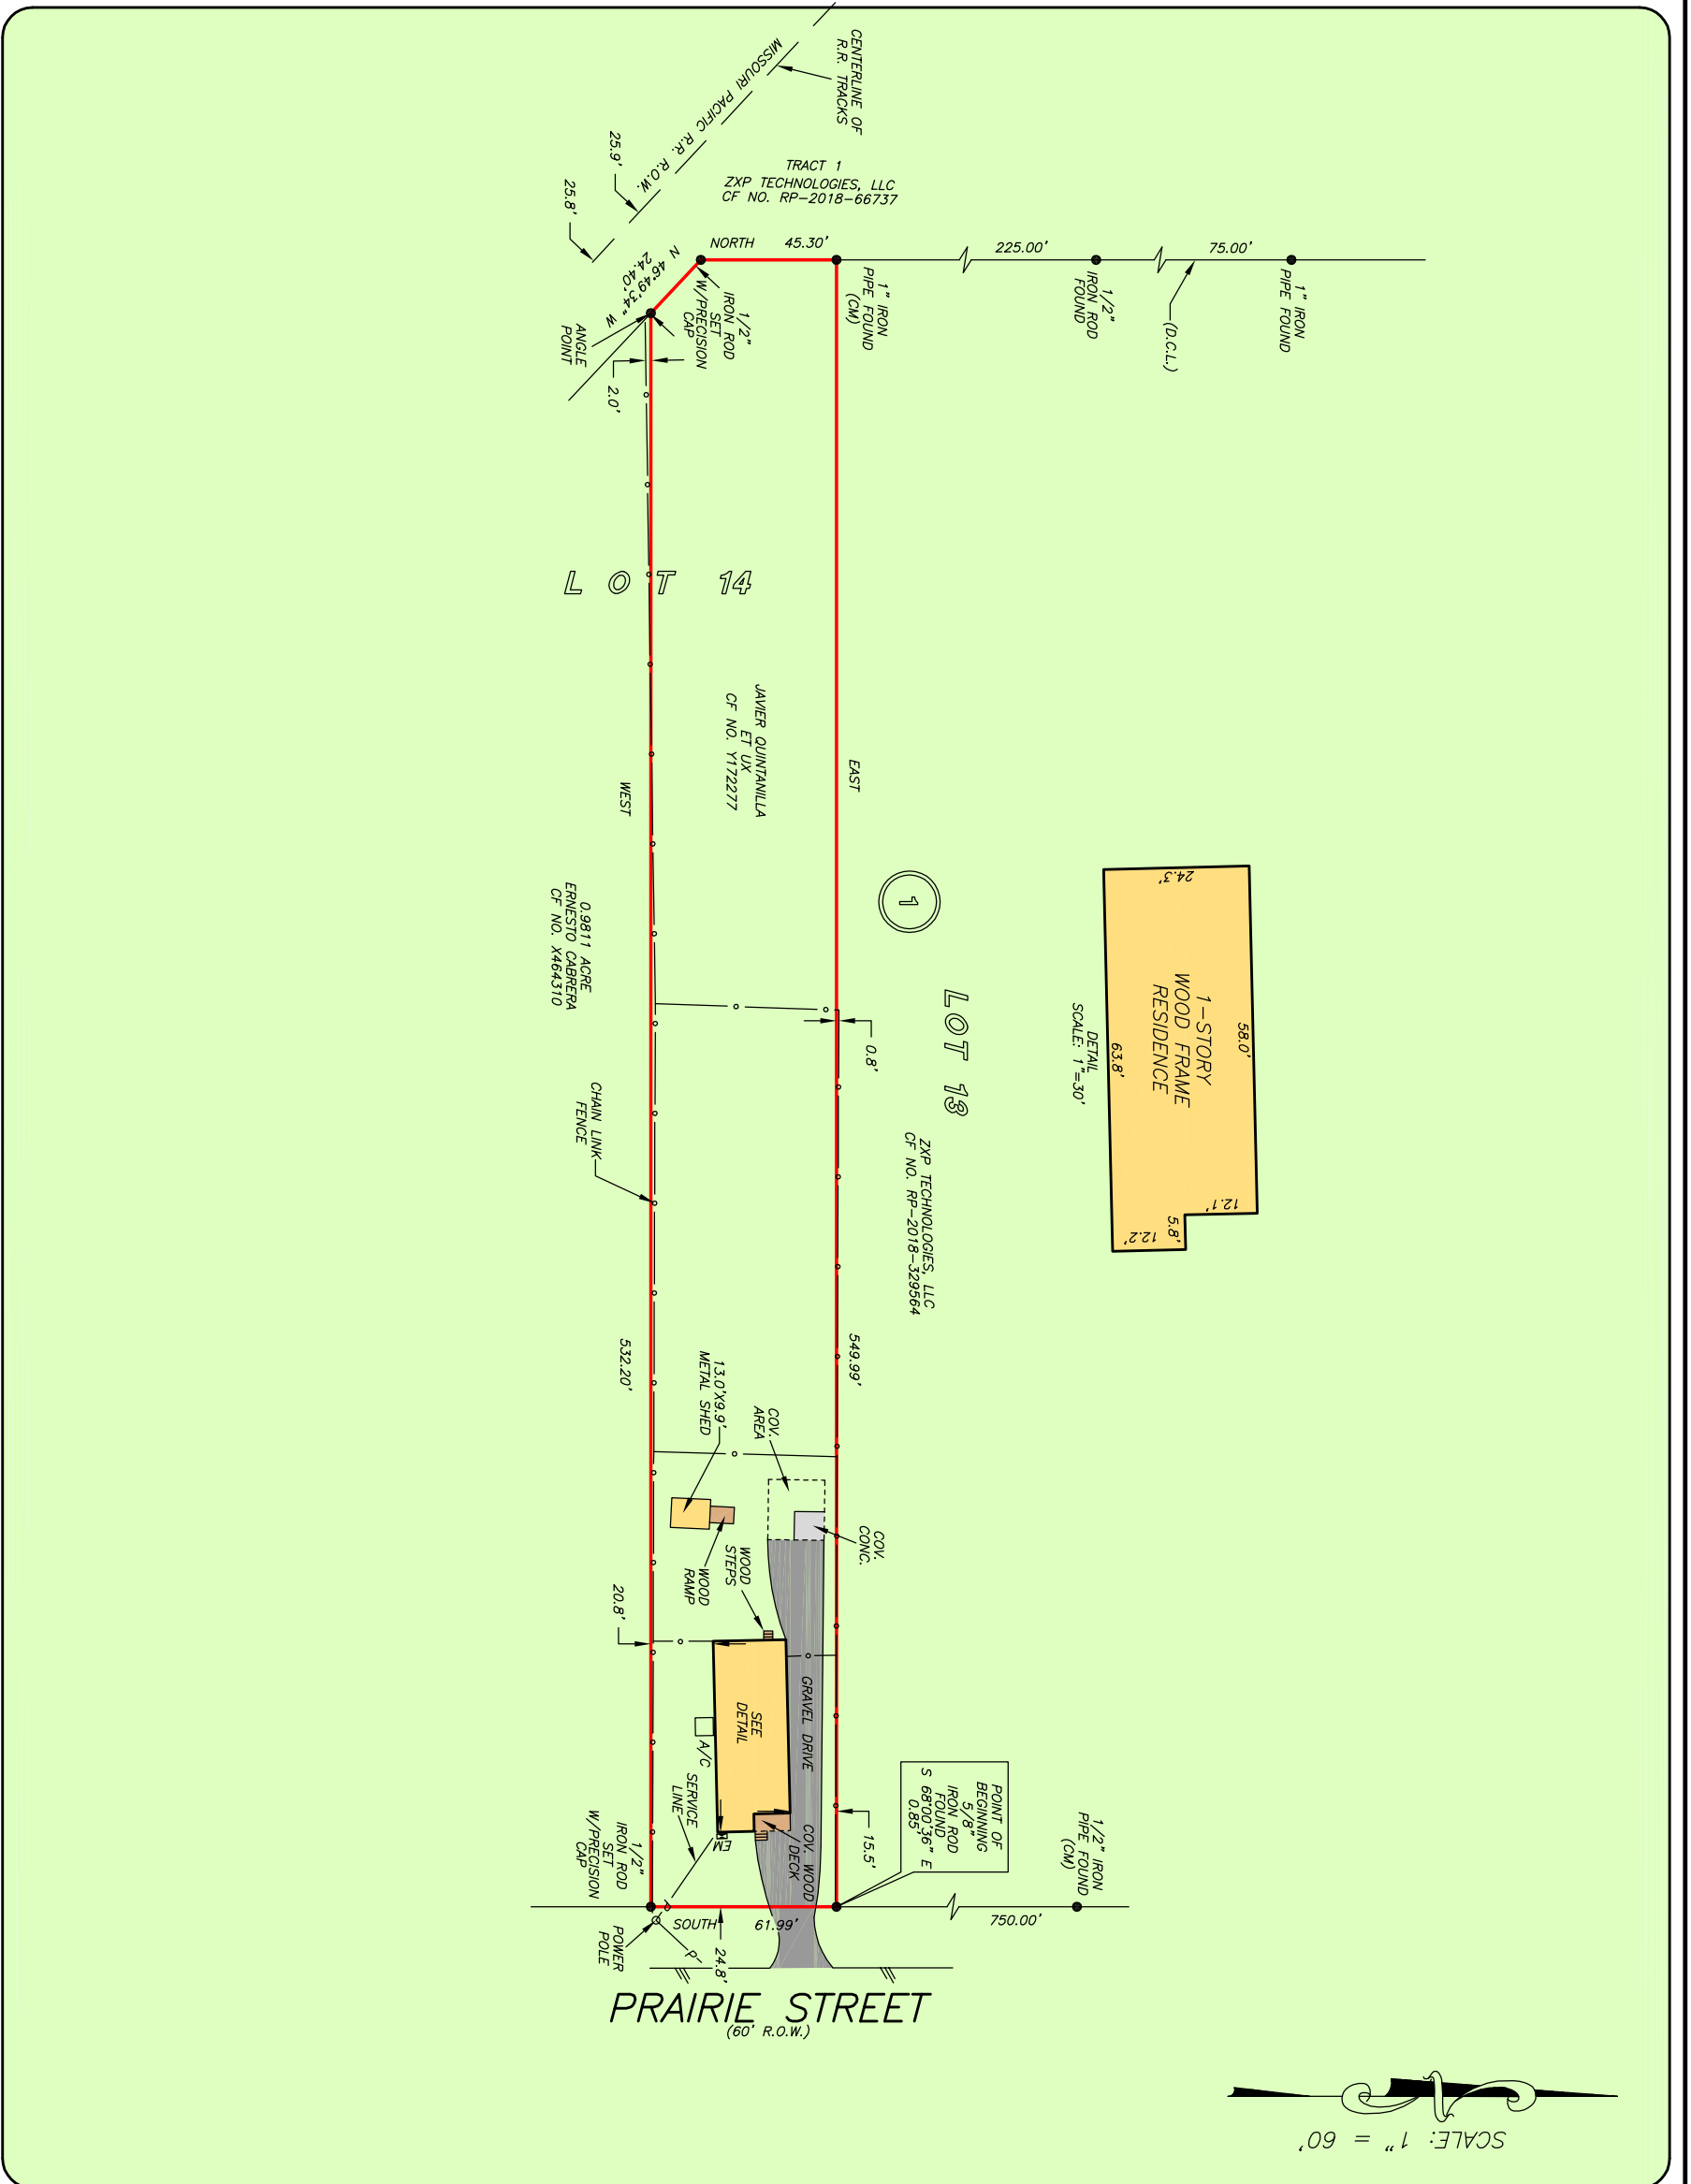 CENTERLINE OF
R.R. TRACKS
MISSOURI PACIFIC R.R. R.O.W.
25.9'
25.8'
TRACT 1
ZXP TECHNOLOGIES, LLC
CF NO. RP-2018-66737
NORTH 45.30'
225.00'
75.00'
1" IRON
PIPE FOUND
(CM)
1/2"
IRON ROD
FOUND
(D.C.L.)
1" IRON
PIPE FOUND
N 46°49'34" W
24.40'
1/2"
IRON ROD
SET
W/PRECISION
CAP
ANGLE
POINT
2.0'
LOT 14
JAVIER QUINTANILLA
ET UX
CF NO. Y172277
EAST
WEST
1
0.9811 ACRE
ERNESTO CABRERA
CF NO. X464310
LOT 13
0.8'
24.3'
58.0'
1-STORY
WOOD FRAME
RESIDENCE
63.8'
12.1'
5.8'
12.2'
DETAIL
SCALE: 1"=30'
CHAIN LINK
FENCE
ZXP TECHNOLOGIES, LLC
CF NO. RP-2018-329564
549.99'
532.20'
13.0'X9.9'
METAL SHED
COV.
AREA
COV.
CONC.
WOOD
STEPS
WOOD
RAMP
20.8'
GRAVEL DRIVE
SEE
DETAIL
A/C
SERVICE
LINE
EM
COV. WOOD
DECK
15.5'
POINT OF
BEGINNING
5/8"
IRON ROD
FOUND
S 68°00'36" E
0.85'
1/2" IRON
PIPE FOUND
(CM)
1/2"
IRON ROD
SET
W/PRECISION
CAP
SOUTH 61.99'
750.00'
POWER
POLE
P
P
24.8'
PRAIRIE STREET
(60' R.O.W.)
N
SCALE: 1" = 60'